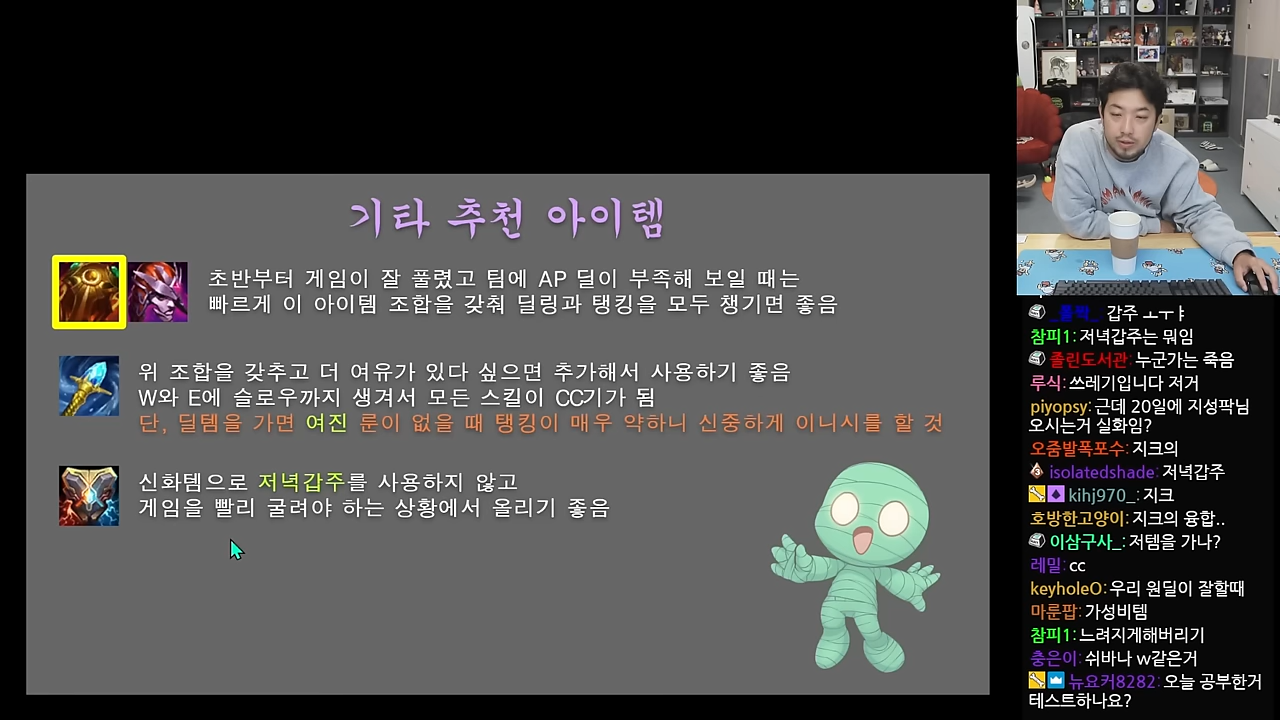 기타 추천 아이템
초반부터 게임이 잘 풀렸고 팀에 AP 딜이 부족해 보일 때는
빠르게 이 아이템 조합을 갖춰 딜링과 탱킹을 모두 챙기면 좋음
위 조합을 갖추고 더 여유가 있다 싶으면 추가해서 사용하기 좋음
W와 E에 슬로우까지 생겨서 모든 스킬이 CC기가 됨
단, 딜템을 가면 여진 룬이 없을 때 탱킹이 매우 약하니 신중하게 이니시를 할 것
신화템으로 저녁갑주를 사용하지 않고
게임을 빨리 굴려야 하는 상황에서 올리기 좋음
갑주 ㅗㅜㅑ
참피1: 저녁갑주는 뭐임
졸린도서관: 누군가는 죽음
루식: 쓰레기입니다 저거
piyopsy: 근데 20일에 지성팍님
오시는거 실화임?
오줌발폭포수: 지크의
isolatedshade: 저녁갑주
kihj970_: 지크
호방한고양이: 지크의 융합..
이삼구사_: 저템을 가나?
레밀: cc
keyholeO: 우리 원딜이 잘할때
마룬팝: 가성비템
참피1: 느려지게해버리기
충은이: 쉬바나 w같은거
뉴요커8282: 오늘 공부한거
테스트하나요?